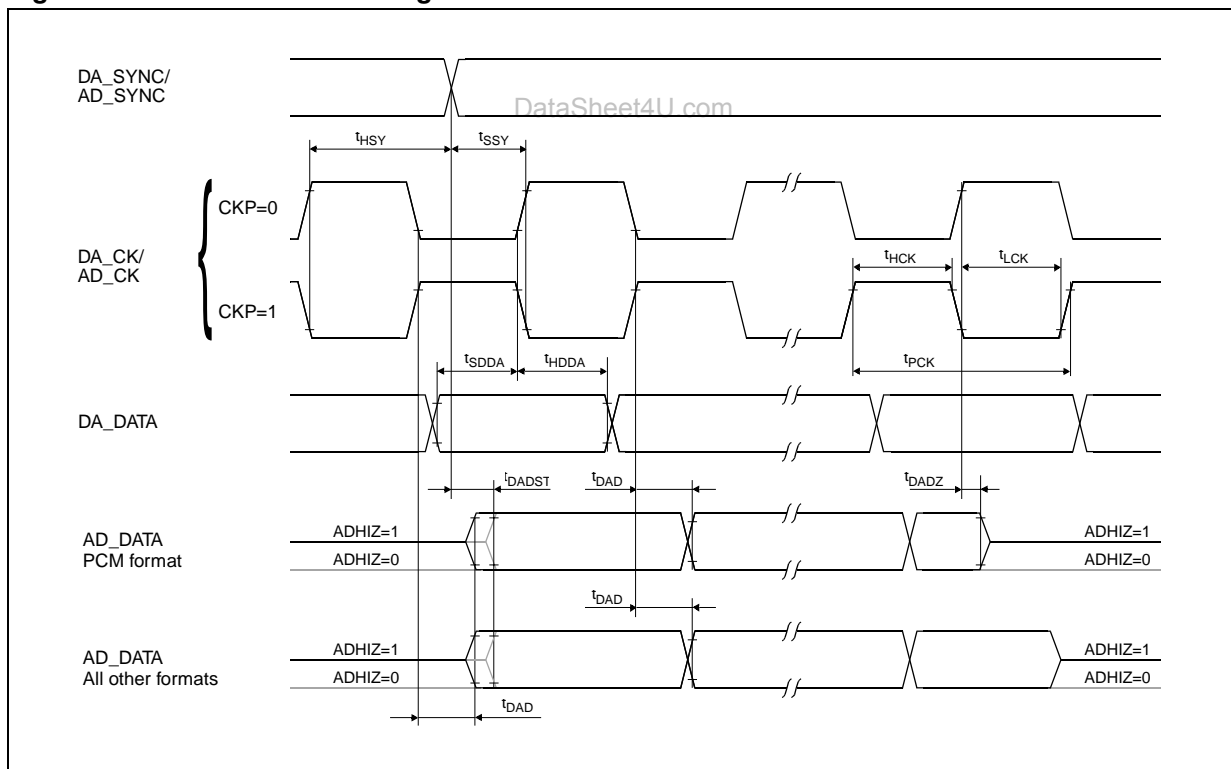 DA_SYNC/
AD_SYNC
DataSheet4U.com
tHSY
tSSY
CKP=0
DA_CK/
AD_CK
tHCK
tLCK
CKP=1
tSDDA
tHDDA
tPCK
DA_DATA
tDADST
tDAD
tDADZ
ADHIZ=1
ADHIZ=1
AD_DATA
PCM format
ADHIZ=0
ADHIZ=0
tDAD
ADHIZ=1
ADHIZ=1
AD_DATA
All other formats
ADHIZ=0
ADHIZ=0
tDAD